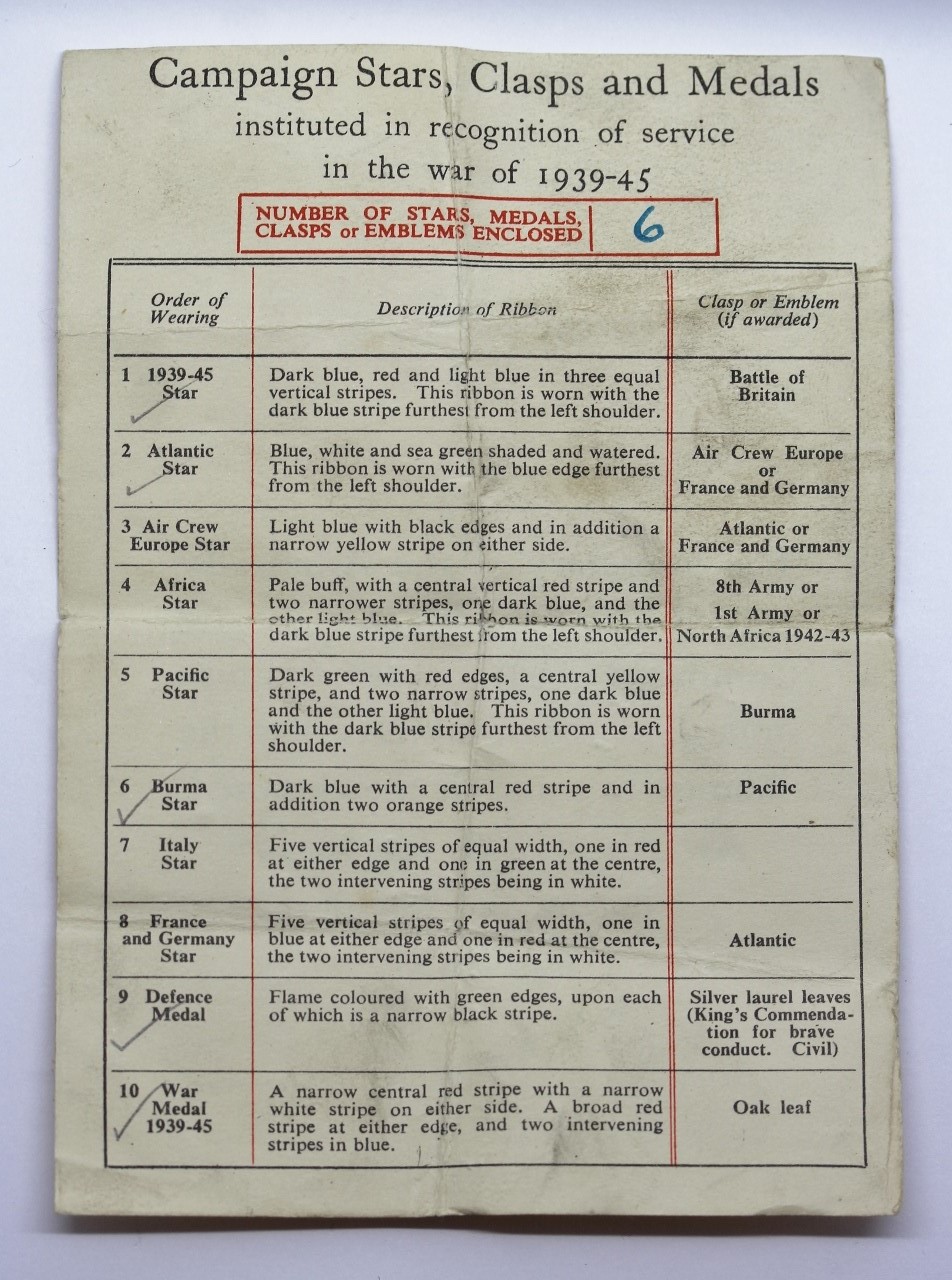 Campaign Stars, Clasps and Medals
instituted in recognition of service
in the war of 1939-45
NUMBER OF STARS, MEDALS,
CLASPS or EMBLEMS ENCLOSED
6
Order of
Wearing
Description of Ribbon
Clasp or Emblem
(if awarded)
1 1939-45
Star
Dark blue, red and light blue in three equal
vertical stripes. This ribbon is worn with the
dark blue stripe furthest from the left shoulder.
Battle of
Britain
2 Atlantic
Star
Blue, white and sea green shaded and watered.
This ribbon is worn with the blue edge furthest
from the left shoulder.
Air Crew Europe
or
France and Germany
3 Air Crew
Europe Star
Light blue with black edges and in addition a
narrow yellow stripe on either side.
Atlantic or
France and Germany
4 Africa
Star
Pale buff, with a central vertical red stripe and
two narrower stripes, one dark blue, and the
other light blue. This ribbon is worn with the
dark blue stripe furthest from the left shoulder.
8th Army or
1st Army or
North Africa 1942-43
5 Pacific
Star
Dark green with red edges, a central yellow
stripe, and two narrow stripes, one dark blue
and the other light blue. This ribbon is worn
with the dark blue stripe furthest from the left
shoulder.
Burma
6 Burma
Star
Dark blue with a central red stripe and in
addition two orange stripes.
Pacific
7 Italy
Star
Five vertical stripes of equal width, one in red
at either edge and one in green at the centre,
the two intervening stripes being in white.
8 France
and Germany
Star
Five vertical stripes of equal width, one in
blue at either edge and one in red at the centre,
the two intervening stripes being in white.
Atlantic
9 Defence
Medal
Flame coloured with green edges, upon each
of which is a narrow black stripe.
Silver laurel leaves
(King's Commenda-
tion for brave
conduct. Civil)
10 War
Medal
1939-45
A narrow central red stripe with a narrow
white stripe on either side. A broad red
stripe at either edge, and two intervening
stripes in blue.
Oak leaf